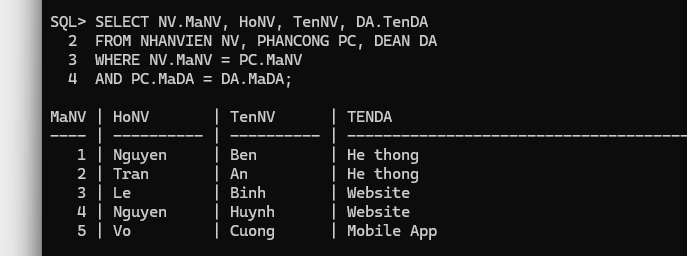 SQL> SELECT NV.MaNV, HoNV, TenNV, DA.TenDA
  2  FROM NHANVIEN NV, PHANCONG PC, DEAN DA
  3  WHERE NV.MaNV = PC.MaNV
  4  AND PC.MaDA = DA.MaDA;
MaNV | HoNV       | TenNV      | TENDA
---- | ---------- | ---------- | --------------------------------------
   1 | Nguyen     | Ben        | He thong
   2 | Tran       | An         | He thong
   3 | Le         | Binh       | Website
   4 | Nguyen     | Huynh      | Website
   5 | Vo         | Cuong      | Mobile App